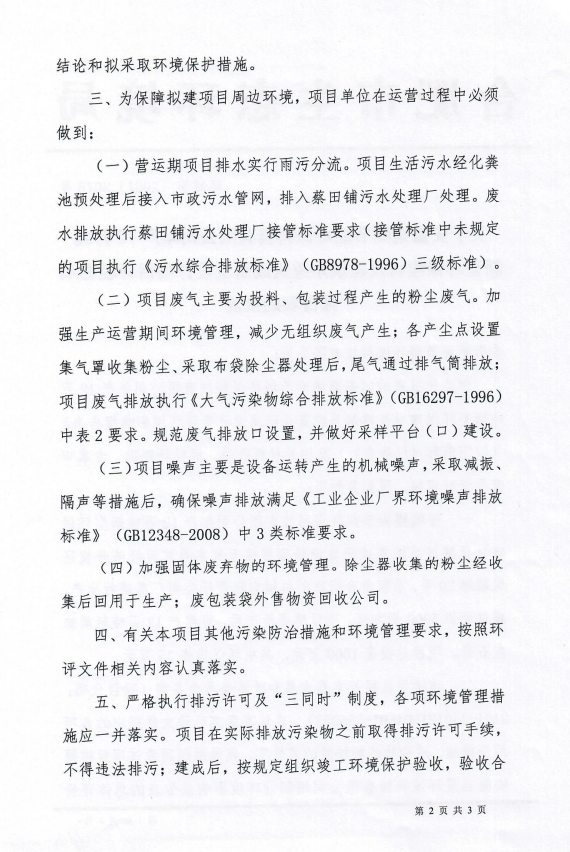 结论和拟采取环境保护措施。
三、为保障拟建项目周边环境，项目单位在运营过程中必须
做到：
（一）营运期项目排水实行雨污分流。项目生活污水经化粪
池预处理后接入市政污水管网，排入蔡田铺污水处理厂处理。废
水排放执行蔡田铺污水处理厂接管标准要求（接管标准中未规定
的项目执行《污水综合排放标准》（GB8978-1996）三级标准）。
（二）项目废气主要为投料、包装过程产生的粉尘废气。加
强生产运营期间环境管理，减少无组织废气产生；各产尘点设置
集气罩收集粉尘、采取布袋除尘器处理后，尾气通过排气筒排放；
项目废气排放执行《大气污染物综合排放标准》（GB16297-1996）
中表2要求。规范废气排放口设置，并做好采样平台（口）建设。
（三）项目噪声主要是设备运转产生的机械噪声，采取减振、
隔声等措施后，确保噪声排放满足《工业企业厂界环境噪声排放
标准》（GB12348-2008）中3类标准要求。
（四）加强固体废弃物的环境管理。除尘器收集的粉尘经收
集后回用于生产；废包装袋外售物资回收公司。
四、有关本项目其他污染防治措施和环境管理要求，按照环
评文件相关内容认真落实。
五、严格执行排污许可及“三同时”制度，各项环境管理措
施应一并落实。项目在实际排放污染物之前取得排污许可手续，
不得违法排污；建成后，按规定组织竣工环境保护验收，验收合
第2页共3页